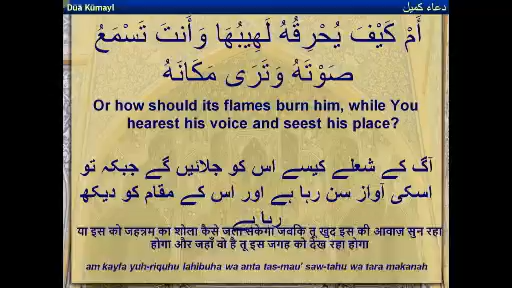 Duā Kūmayl دعاء كميل
أَمْ كَيْفَ يُحْرِقُهُ لَهِيبُهَا وَأَنتَ تَسْمَعُ
صَوْتَهُ وَتَرَى مَكَانَهُ
Or how should its flames burn him, while You
hearest his voice and seest his place?
آگ کے شعلے کیسے اس کو جلائیں گے جبکہ تو
اسکی آواز سن رہا ہے اور اس کے مقام کو دیکھ
رہا ہے
या इस को जहन्नम का शोला कैसे जला सकेगा जबकि तू खुद इस की आवाज़ सुन रहा
होगा और जहाँ वो है तू इस जगह को देख रहा होगा
am kayfa yuh-riquhu lahibuha wa anta tas-mau' saw-tahu wa tara makanah